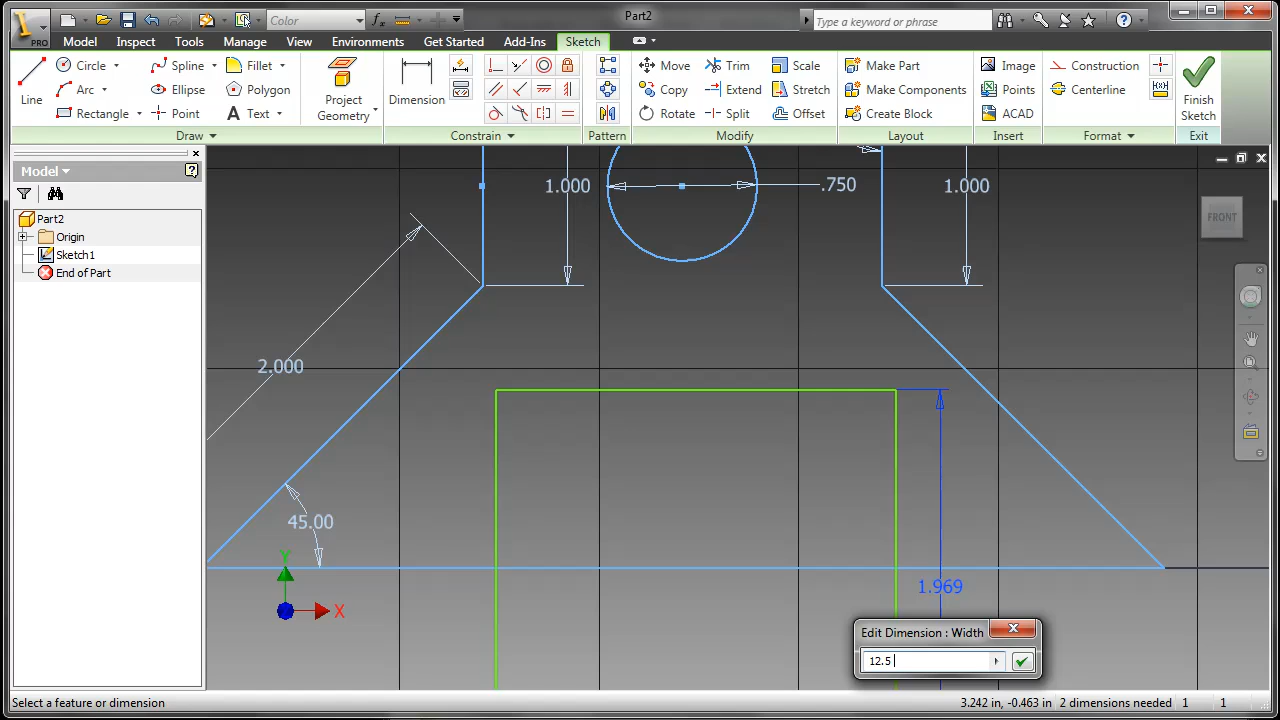 Color
Part2
Type a keyword or phrase
PRO
Model Inspect Tools Manage View Environments Get Started Add-Ins Sketch
Line
Circle
Arc
Rectangle
Spline
Ellipse
Point
Fillet
Polygon
Text
Project
Geometry
Dimension
Move
Copy
Rotate
Trim
Extend
Split
Scale
Stretch
Offset
Make Part
Make Components
Create Block
Image
Points
ACAD
Construction
Centerline
Finish
Sketch
Draw
Constrain
Pattern
Modify
Layout
Insert
Format
Exit
Model
Part2
Origin
Sketch1
End of Part
1.000
.750
1.000
FRONT
2.000
45.00
Y
X
1.969
Edit Dimension : Width
12.5
Select a feature or dimension
3.242 in, -0.463 in 2 dimensions needed 1 1